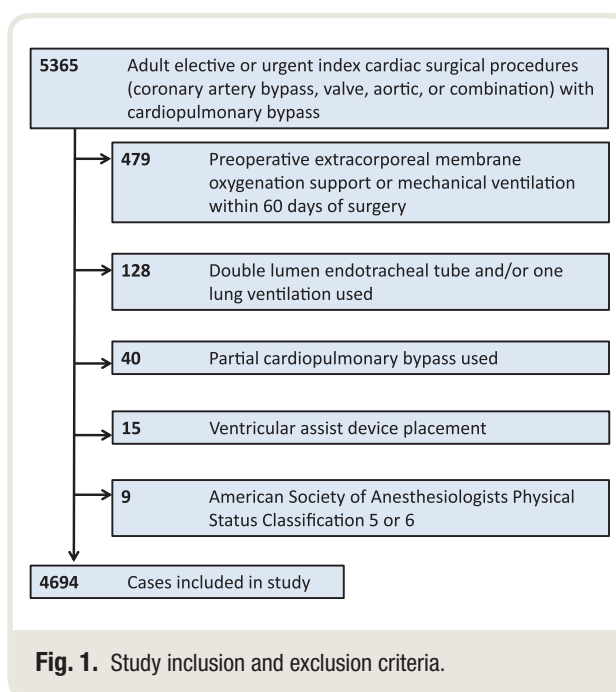 5365 Adult elective or urgent index cardiac surgical procedures
(coronary artery bypass, valve, aortic, or combination) with
cardiopulmonary bypass
479 Preoperative extracorporeal membrane
oxygenation support or mechanical ventilation
within 60 days of surgery
128 Double lumen endotracheal tube and/or one
lung ventilation used
40 Partial cardiopulmonary bypass used
15 Ventricular assist device placement
9 American Society of Anesthesiologists Physical
Status Classification 5 or 6
4694 Cases included in study
Fig. 1. Study inclusion and exclusion criteria.